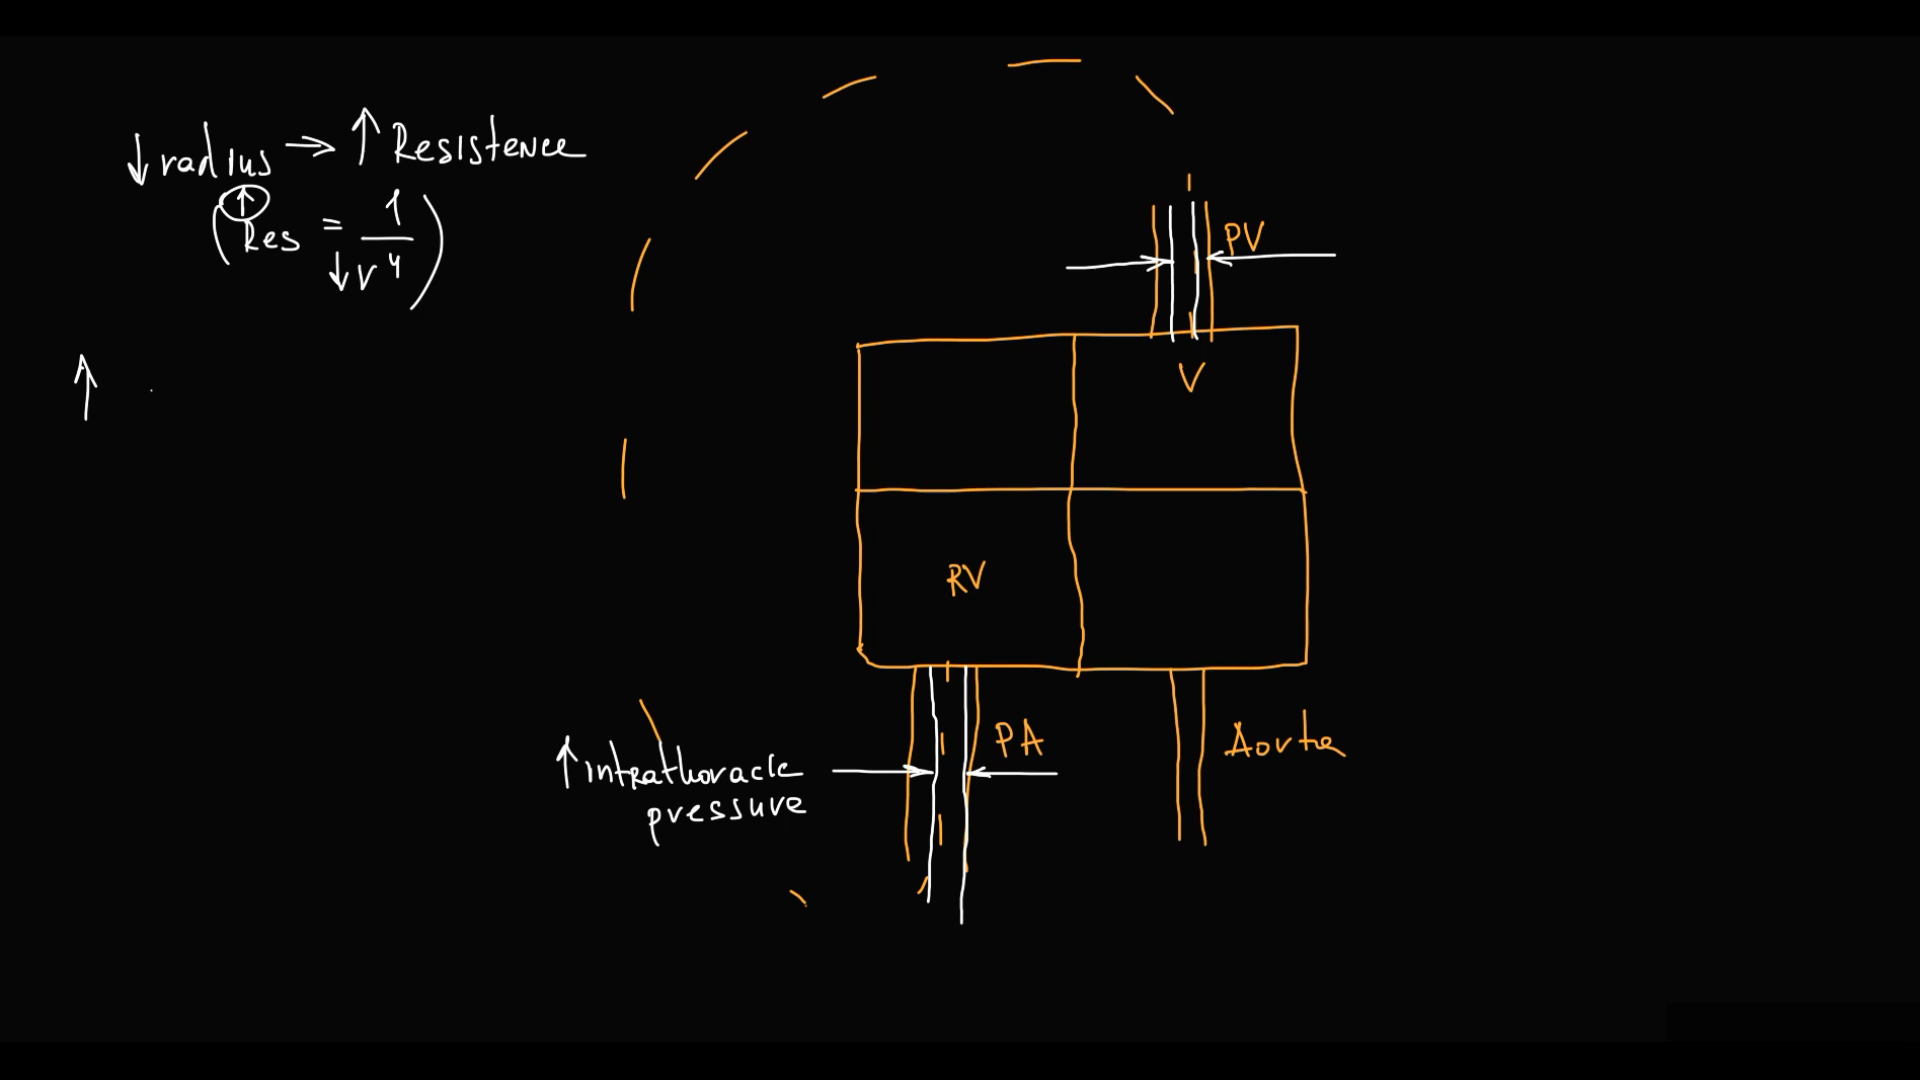 ↓ radius → ↑ Resistence
(↑Res = 1 / ↓r⁴)
↑
PV
V
RV
PA
Aorta
↑ intrathoracic
pressure